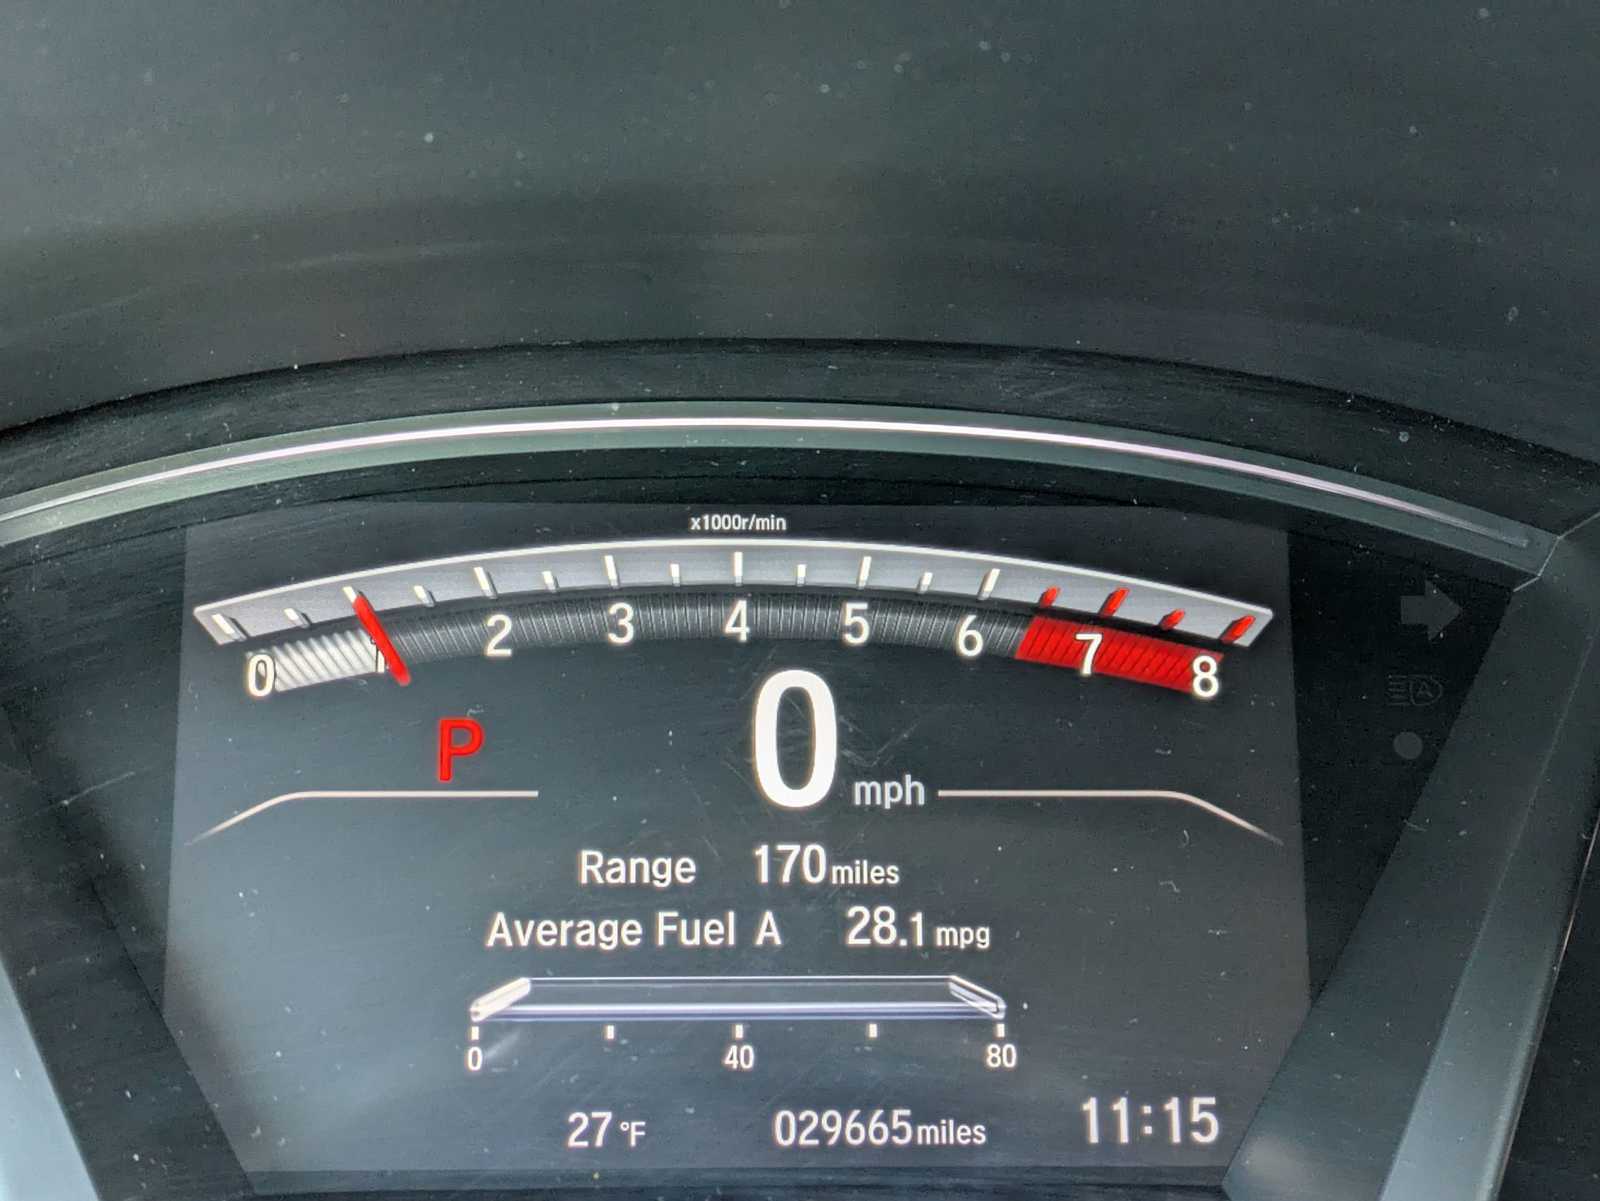 x1000r/min
0 1 2 3 4 5 6 7 8
P 0 mph
Range 170 miles
Average Fuel A 28.1 mpg
0 40 80
27 °F 029665 miles 11:15